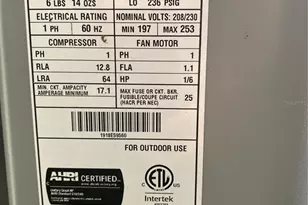 6 LBS 14 OZS LO 236 PSIG
ELECTRICAL RATING NOMINAL VOLTS: 208/230
1 PH 60 HZ MIN 197 MAX 253
COMPRESSOR FAN MOTOR
PH 1 PH 1
RLA 12.8 FLA 1.1
LRA 64 HP 1/6
MIN. CKT. AMPACITY
AMPERAGE MINIMUM 17.1
MAX FUSE OR CKT. BKR.
FUSIBLE/COUPE CIRCUIT 25
(HACR PER NEC)
FOR OUTDOOR USE
AHRI CERTIFIED
ETL
Intertek